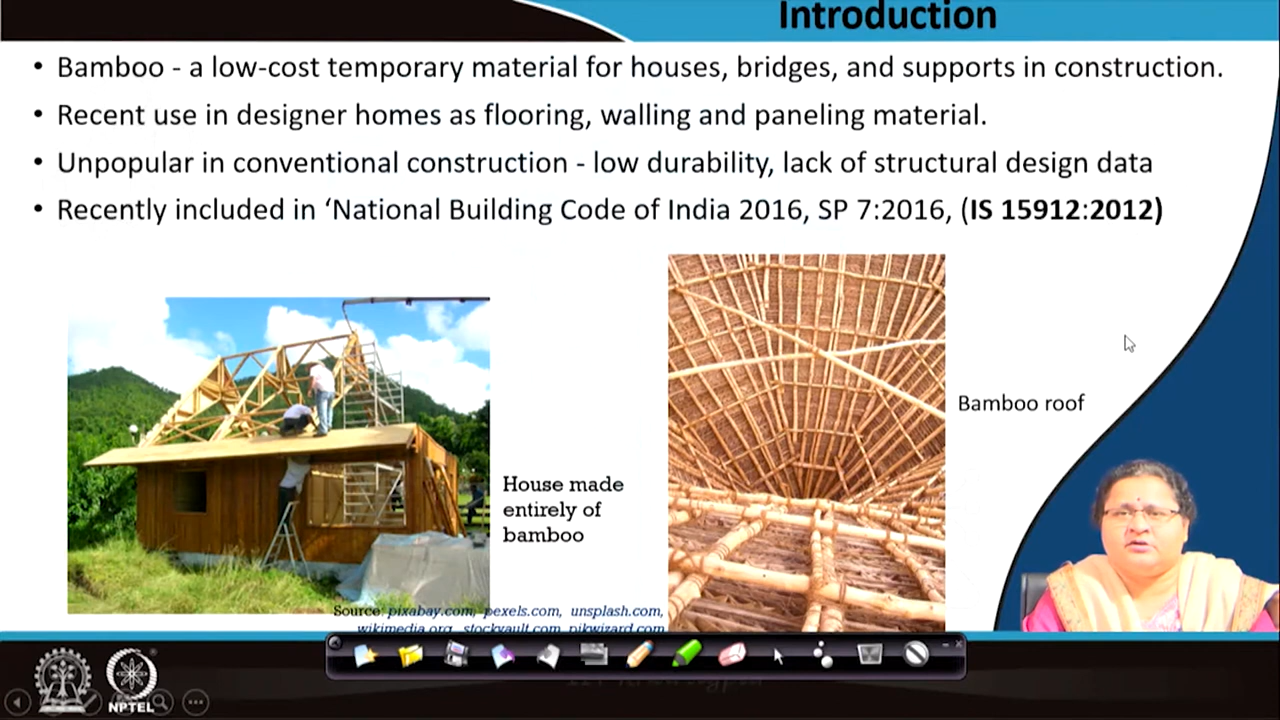 Introduction
• Bamboo - a low-cost temporary material for houses, bridges, and supports in construction.
• Recent use in designer homes as flooring, walling and paneling material.
• Unpopular in conventional construction - low durability, lack of structural design data
• Recently included in ‘National Building Code of India 2016, SP 7:2016, (IS 15912:2012)
Bamboo roof
House made
entirely of
bamboo
Source: pixabay.com, pexels.com, unsplash.com,
wikimedia.org, stockvault.com, pikwizard.com
NPTEL